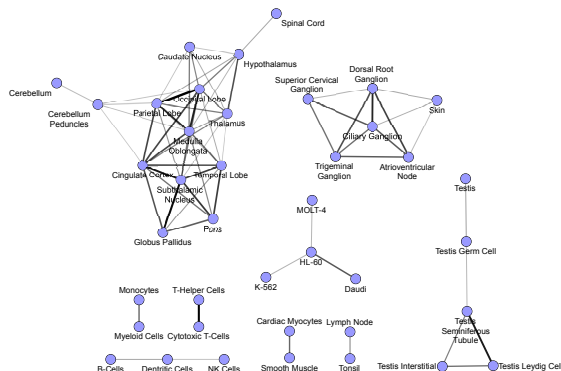 Spinal Cord
Caudate Nucleus
Hypothalamus
Cerebellum
Cerebellum
Peduncles
Occipital Lobe
Parietal Lobe
Thalamus
Medulla
Oblongata
Cingulate Cortex
Temporal Lobe
Subthalamic
Nucleus
Pons
Globus Pallidus
Dorsal Root
Ganglion
Superior Cervical
Ganglion
Skin
Ciliary Ganglion
Trigeminal
Ganglion
Atrioventricular
Node
MOLT-4
HL-60
K-562
Daudi
Testis
Testis Germ Cell
Testis
Seminiferous
Tubule
Testis Interstitial
Testis Leydig Cel
Monocytes
Myeloid Cells
T-Helper Cells
Cytotoxic T-Cells
Cardiac Myocytes
Smooth Muscle
Lymph Node
Tonsil
B-Cells
Dentritic Cells
NK Cells